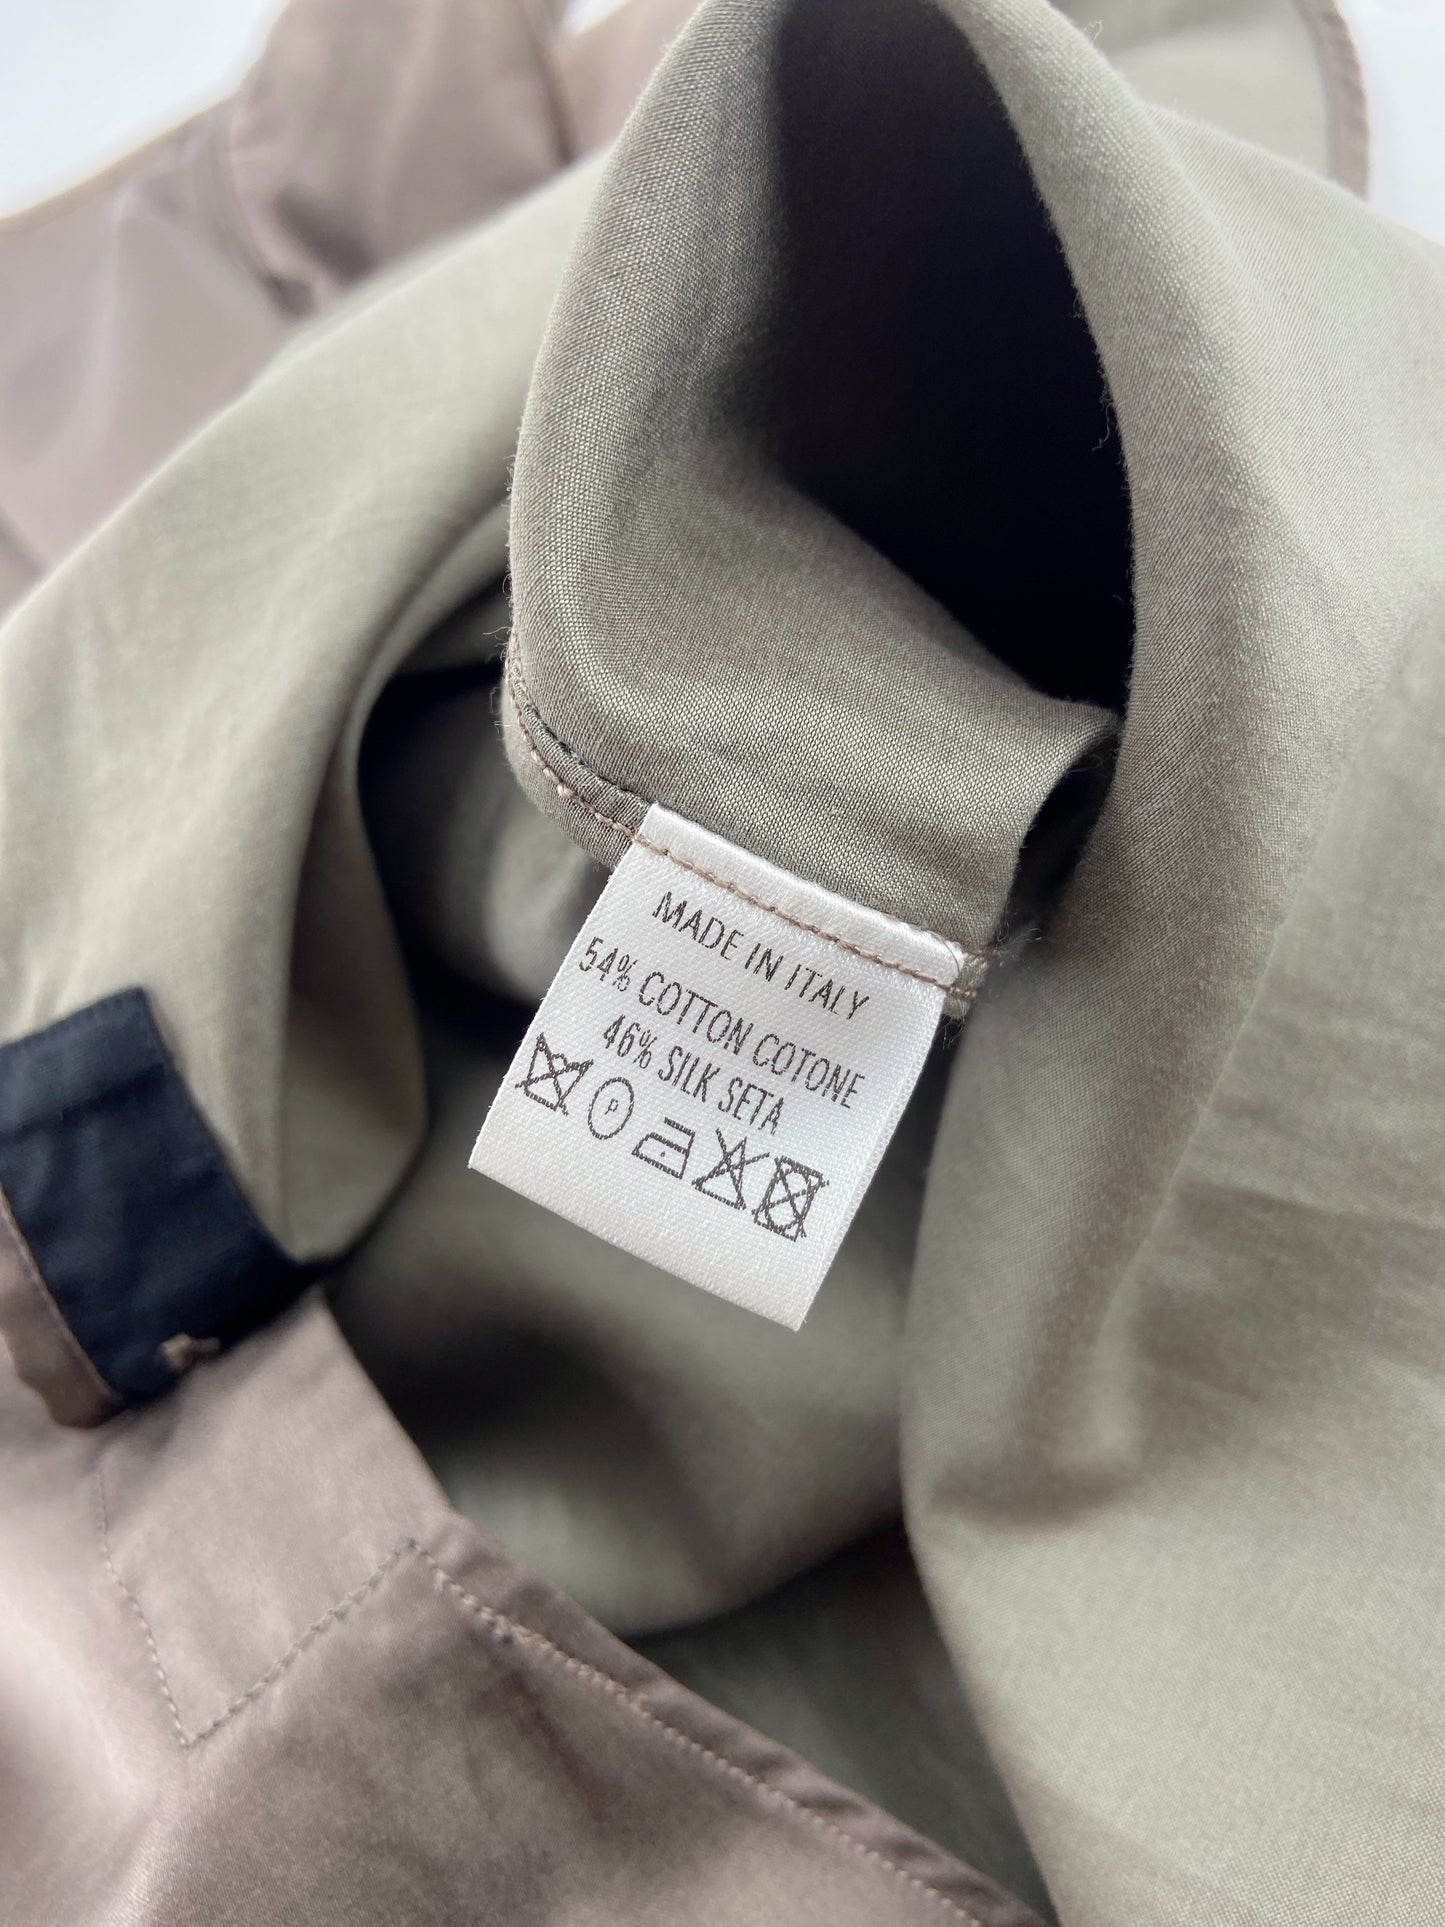 MADE IN ITALY
54% COTTON COTONE
46% SILK SETA
P